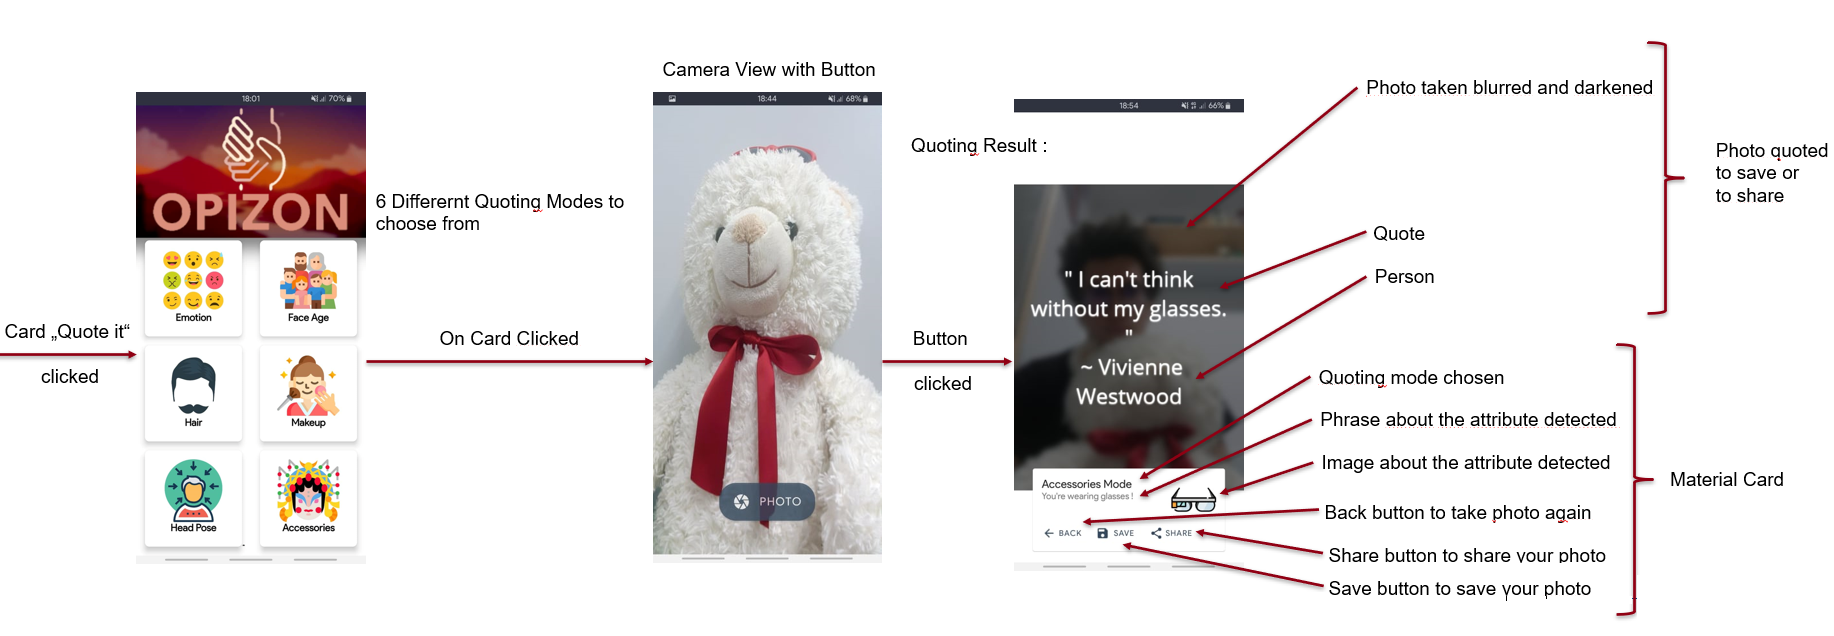 Card „Quote it“
clicked
18:01
70%
OPIZON
Emotion
Face Age
Hair
Makeup
Head Pose
Accessories
6 Differernt Quoting Modes to
choose from
On Card Clicked
Camera View with Button
18:44
68%
PHOTO
Button
clicked
Quoting Result :
18:54
66%
" I can't think
without my glasses.
"
~ Vivienne
Westwood
Accessories Mode
You're wearing glasses !
BACK
SAVE
SHARE
Photo taken blurred and darkened
Quote
Person
Photo quoted
to save or
to share
Quoting mode chosen
Phrase about the attribute detected
Image about the attribute detected
Back button to take photo again
Share button to share your photo
Save button to save your photo
Material Card